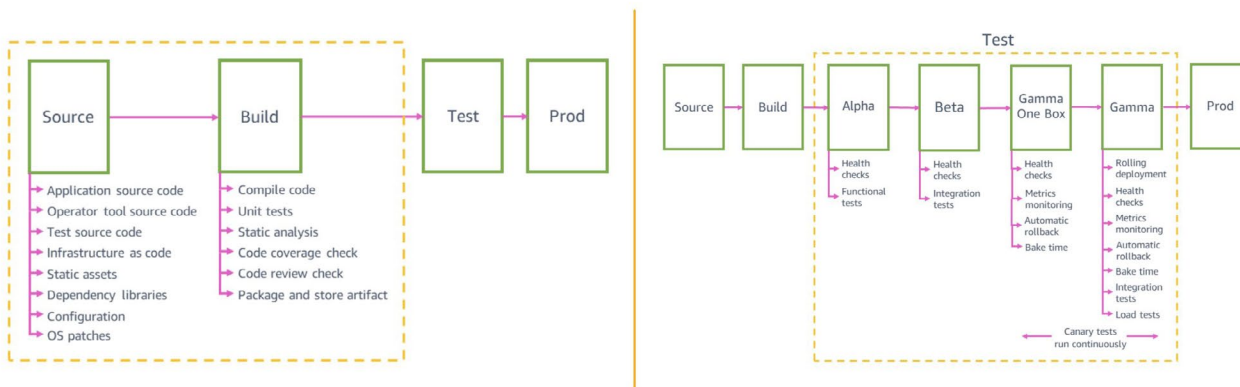 Source
Build
Test
Prod
Application source code
Operator tool source code
Test source code
Infrastructure as code
Static assets
Dependency libraries
Configuration
OS patches
Compile code
Unit tests
Static analysis
Code coverage check
Code review check
Package and store artifact
Test
Source
Build
Alpha
Beta
Gamma
One Box
Gamma
Prod
Health
checks
Functional
tests
Health
checks
Integration
tests
Health
checks
Metrics
monitoring
Automatic
rollback
Bake time
Rolling
deployment
Health
checks
Metrics
monitoring
Automatic
rollback
Bake time
Integration
tests
Load tests
Canary tests
run continuously